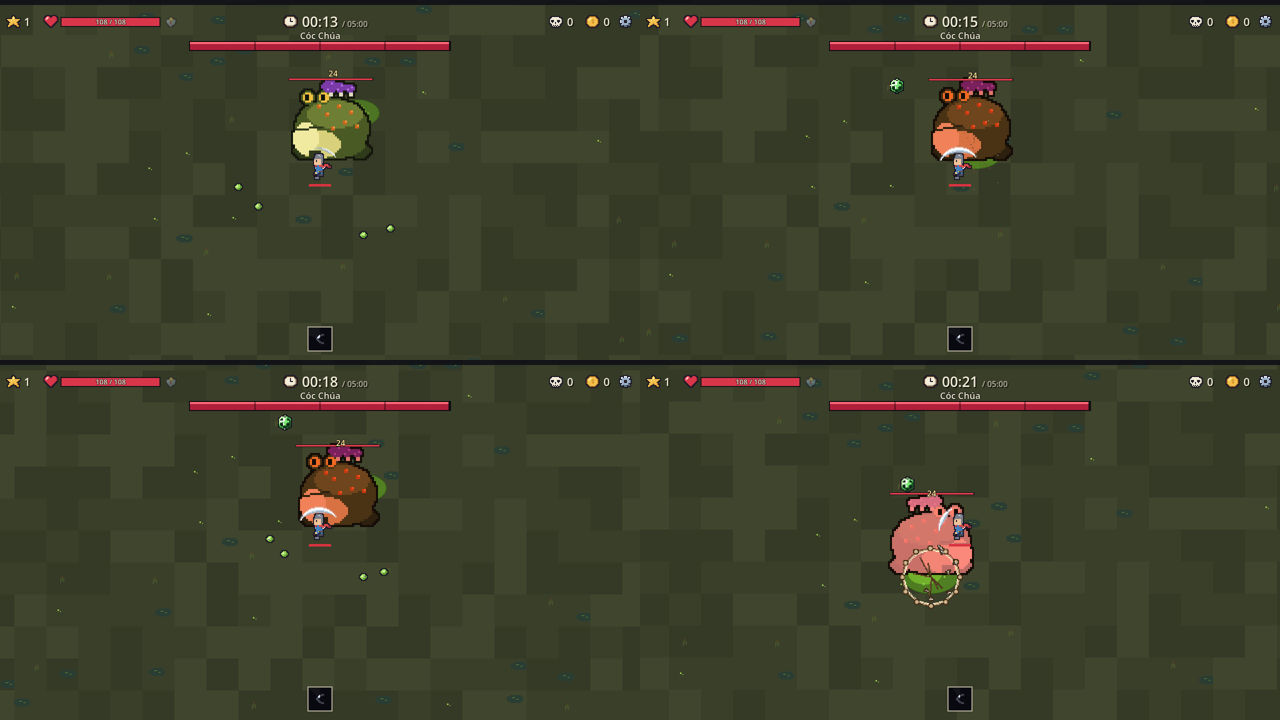 1 108 / 108 00:13 / 05:00 0 0
Cóc Chúa
24
1 108 / 108 00:15 / 05:00 0 0
Cóc Chúa
24
1 108 / 108 00:18 / 05:00 0 0
Cóc Chúa
24
1 108 / 108 00:21 / 05:00 0 0
Cóc Chúa
24